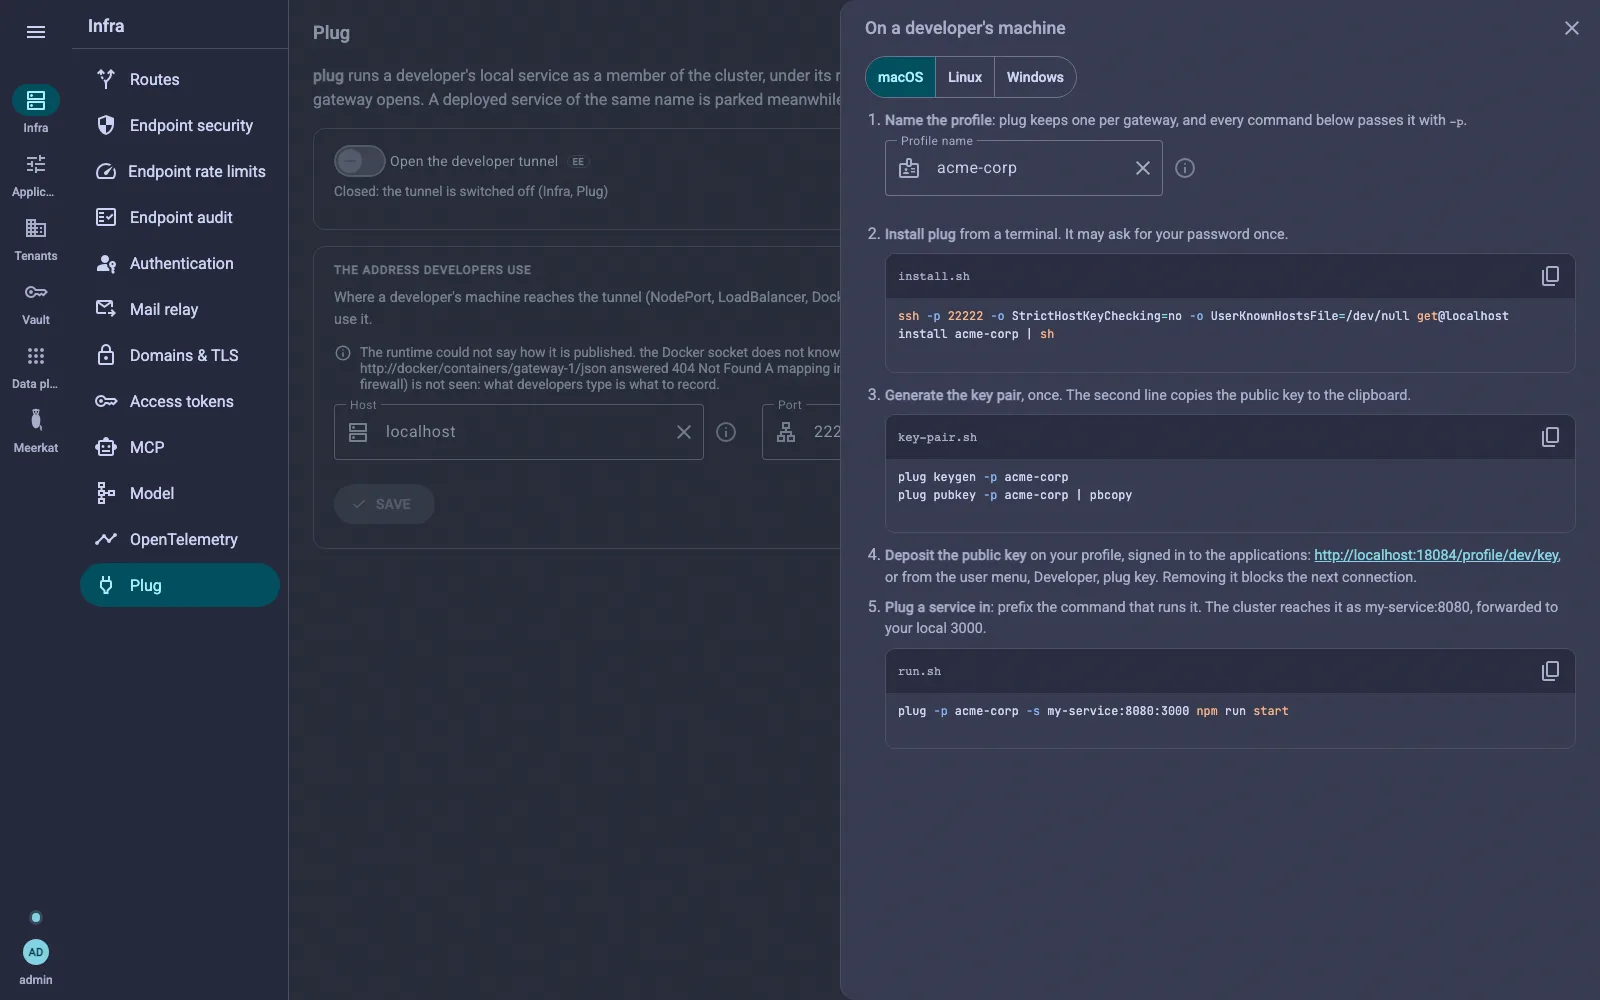 Infra
Applic...
Tenants
Vault
Data pl...
Meerkat
AD
admin
Infra
Routes
Endpoint security
Endpoint rate limits
Endpoint audit
Authentication
Mail relay
Domains & TLS
Access tokens
MCP
Model
OpenTelemetry
Plug
Plug
plug runs a developer's local service as a member of the cluster, under its
gateway opens. A deployed service of the same name is parked meanwhile
Open the developer tunnel EE
Closed: the tunnel is switched off (Infra, Plug)
THE ADDRESS DEVELOPERS USE
Where a developer's machine reaches the tunnel (NodePort, LoadBalancer, Dock
use it.
The runtime could not say how it is published. the Docker socket does not know
http://docker/containers/gateway-1/json answered 404 Not Found A mapping in
firewall) is not seen: what developers type is what to record.
Host
localhost
Port
222
SAVE
On a developer's machine
macOS Linux Windows
1. Name the profile: plug keeps one per gateway, and every command below passes it with -p.
Profile name
acme-corp
2. Install plug from a terminal. It may ask for your password once.
install.sh
ssh -p 22222 -o StrictHostKeyChecking=no -o UserKnownHostsFile=/dev/null get@localhost
install acme-corp | sh
3. Generate the key pair, once. The second line copies the public key to the clipboard.
key-pair.sh
plug keygen -p acme-corp
plug pubkey -p acme-corp | pbcopy
4. Deposit the public key on your profile, signed in to the applications: http://localhost:18084/profile/dev/key,
or from the user menu, Developer, plug key. Removing it blocks the next connection.
5. Plug a service in: prefix the command that runs it. The cluster reaches it as my-service:8080, forwarded to
your local 3000.
run.sh
plug -p acme-corp -s my-service:8080:3000 npm run start